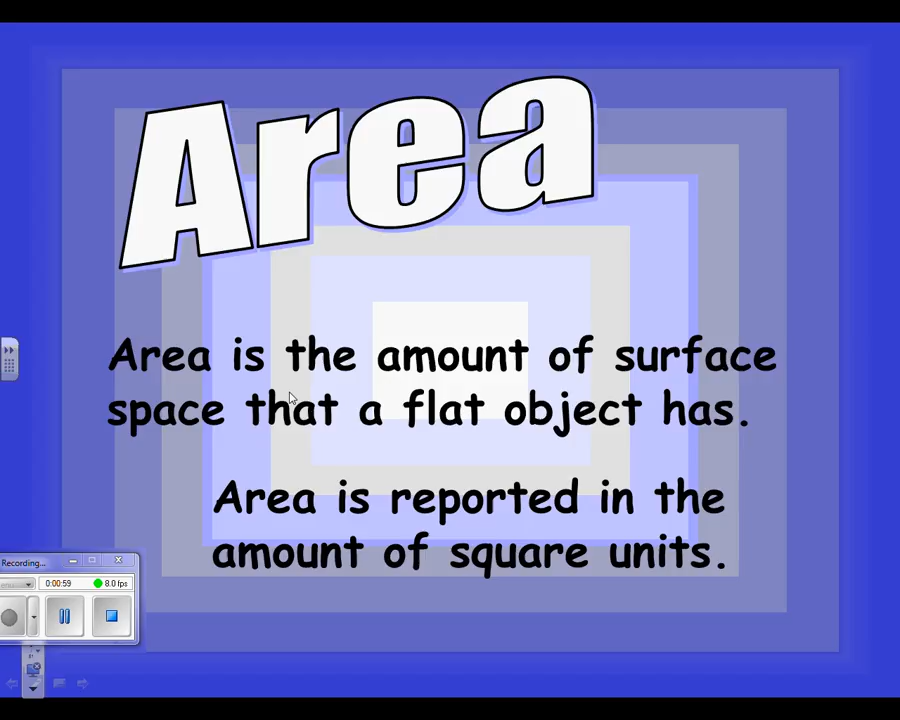 Area
Area is the amount of surface
space that a flat object has.
Area is reported in the
amount of square units.
Recording...
0:00:59 8.0 fps